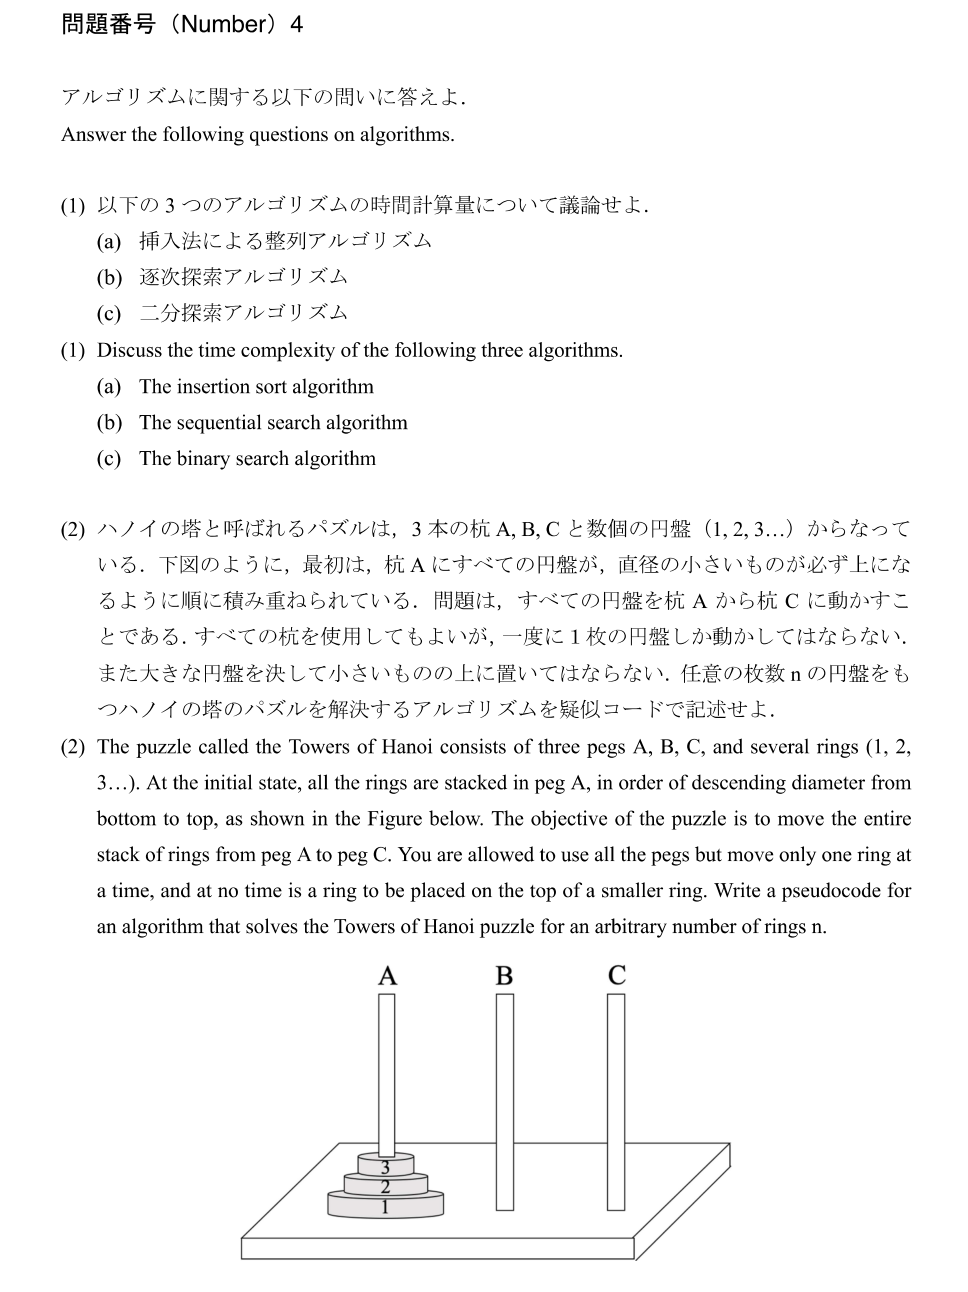 問題番号（Number）4
アルゴリズムに関する以下の問いに答えよ．
Answer the following questions on algorithms.
(1) 以下の 3 つのアルゴリズムの時間計算量について議論せよ．
(a) 挿入法による整列アルゴリズム
(b) 逐次探索アルゴリズム
(c) 二分探索アルゴリズム
(1) Discuss the time complexity of the following three algorithms.
(a) The insertion sort algorithm
(b) The sequential search algorithm
(c) The binary search algorithm
(2) ハノイの塔と呼ばれるパズルは，3 本の杭 A, B, C と数個の円盤（1, 2, 3…）からなって
いる．下図のように，最初は，杭 A にすべての円盤が，直径の小さいものが必ず上にな
るように順に積み重ねられている．問題は，すべての円盤を杭 A から杭 C に動かすこ
とである．すべての杭を使用してもよいが，一度に 1 枚の円盤しか動かしてはならない．
また大きな円盤を決して小さいものの上に置いてはならない．任意の枚数 n の円盤をも
つハノイの塔のパズルを解決するアルゴリズムを疑似コードで記述せよ．
(2) The puzzle called the Towers of Hanoi consists of three pegs A, B, C, and several rings (1, 2,
3…). At the initial state, all the rings are stacked in peg A, in order of descending diameter from
bottom to top, as shown in the Figure below. The objective of the puzzle is to move the entire
stack of rings from peg A to peg C. You are allowed to use all the pegs but move only one ring at
a time, and at no time is a ring to be placed on the top of a smaller ring. Write a pseudocode for
an algorithm that solves the Towers of Hanoi puzzle for an arbitrary number of rings n.
A B C
3
2
1